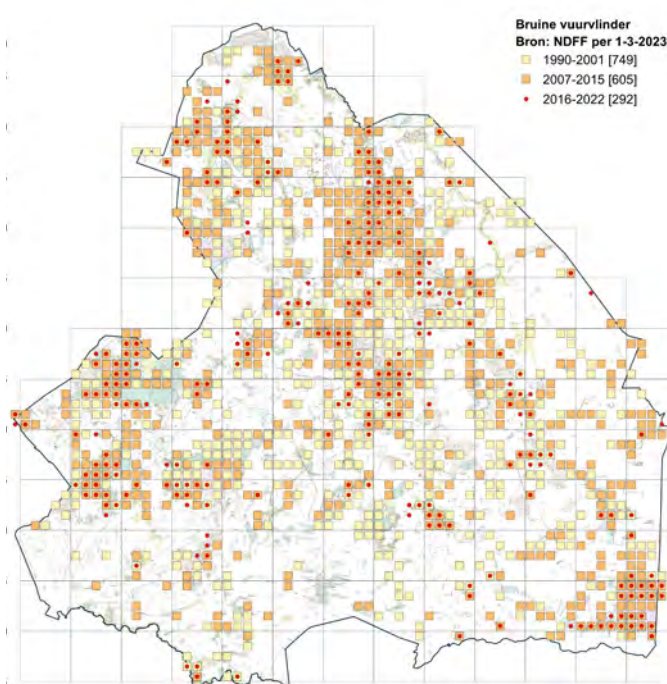 Bruine vuurvlinder
Bron: NDFF per 1-3-2023
1990-2001 [749]
2007-2015 [605]
2016-2022 [292]